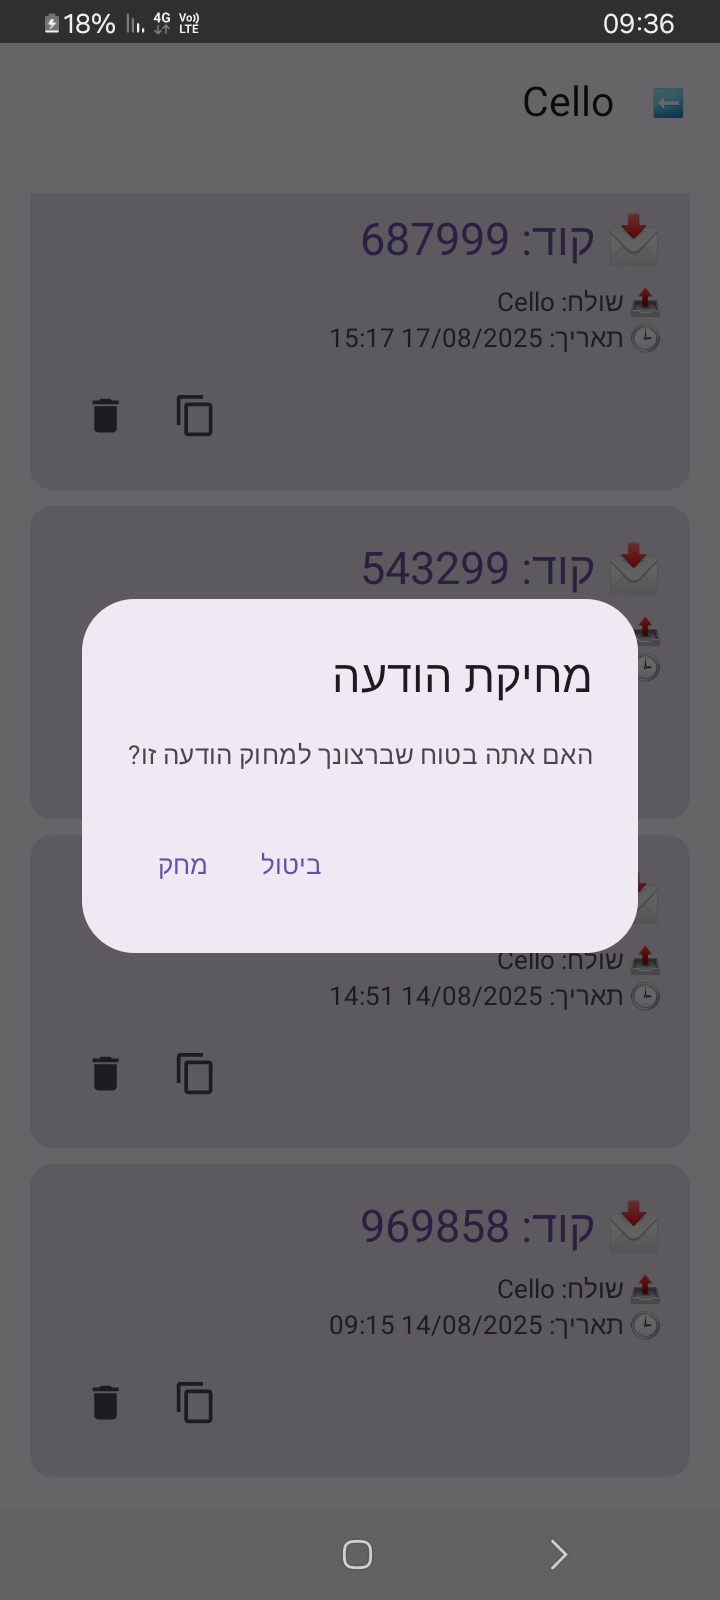 18% 4G Vo)) LTE 09:36
Cello
קוד: 687999
שולח: Cello
תאריך: 17/08/2025 15:17
קוד: 543299
מחיקת הודעה
האם אתה בטוח שברצונך למחוק הודעה זו?
ביטול
מחק
שולח: Cello
תאריך: 14/08/2025 14:51
קוד: 969858
שולח: Cello
תאריך: 14/08/2025 09:15